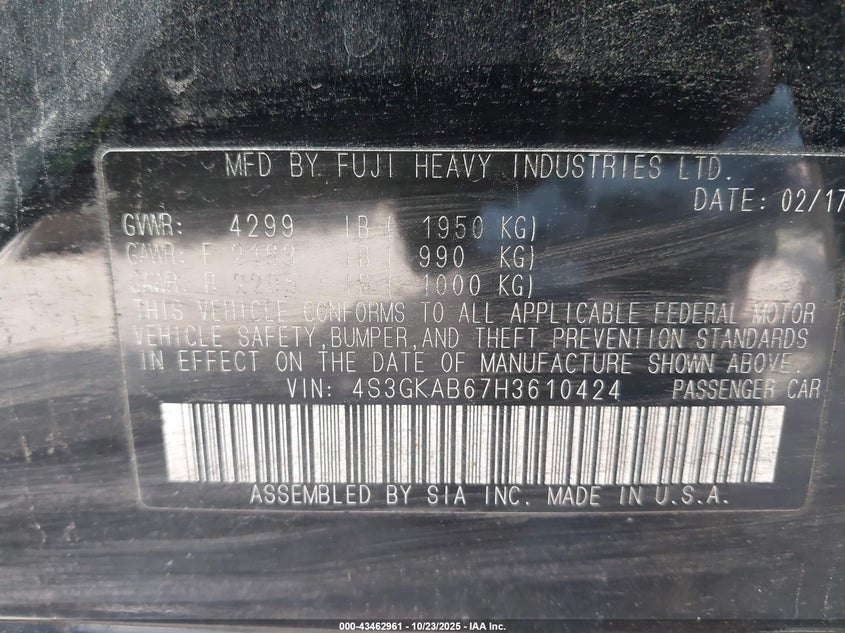 MFD BY FUJI HEAVY INDUSTRIES LTD.
DATE: 02/17
GVWR: 4299 LB ( 1950 KG)
GAWR: F 2183 LB ( 990 KG)
GAWR: R LB ( 1000 KG)
THIS VEHICLE CONFORMS TO ALL APPLICABLE FEDERAL MOTOR
VEHICLE SAFETY, BUMPER, AND THEFT PREVENTION STANDARDS
IN EFFECT ON THE DATE OF MANUFACTURE SHOWN ABOVE.
VIN: 4S3GKAB67H3610424 PASSENGER CAR
ASSEMBLED BY SIA INC. MADE IN U.S.A.
000-43462961 - 10/23/2025 - IAA Inc.